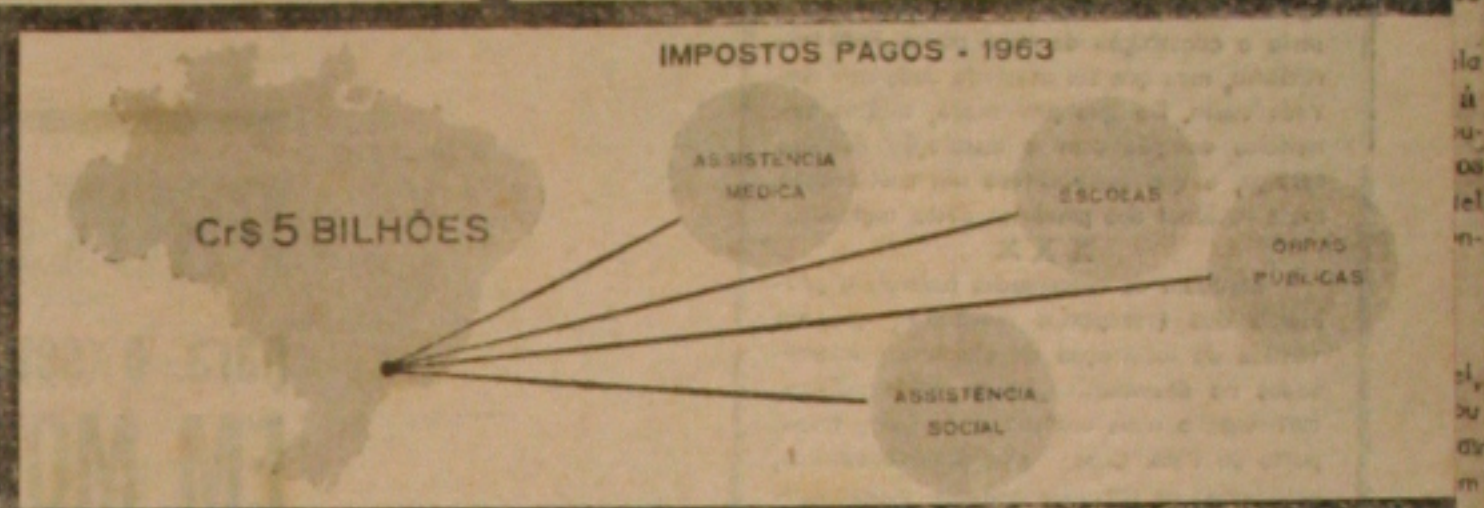 IMPOSTOS PAGOS - 1963
Cr$ 5 BILHÕES
ASSISTÊNCIA
MÉDICA
ESCOLAS
OBRAS
PÚBLICAS
ASSISTÊNCIA
SOCIAL